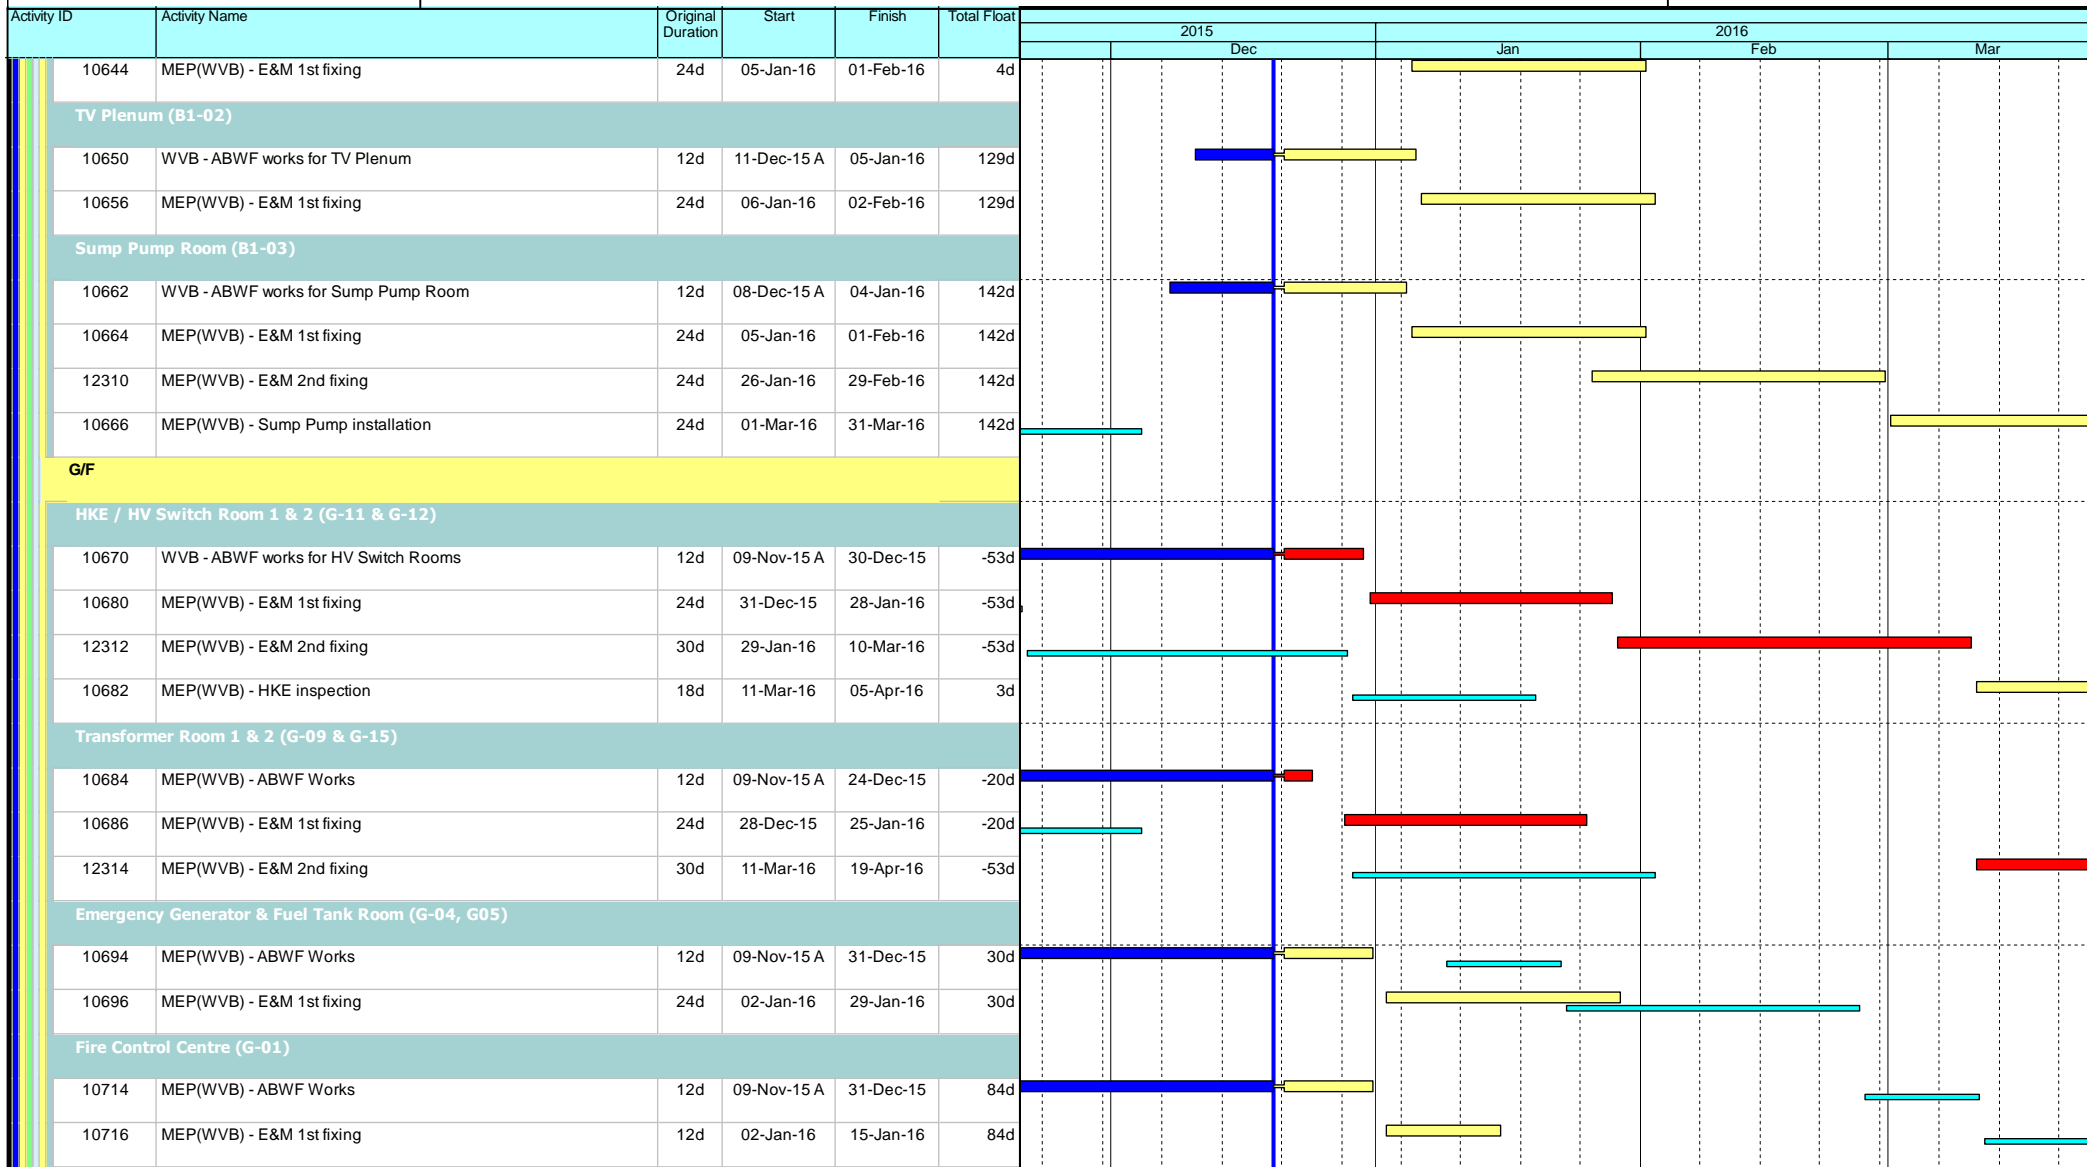 Activity ID Activity Name Original Duration Start Finish Total Float
2015 2016
Dec Jan Feb Mar
10644 MEP(WVB) - E&M 1st fixing 24d 05-Jan-16 01-Feb-16 4d
TV Plenum (B1-02)
10650 WVB - ABWF works for TV Plenum 12d 11-Dec-15 A 05-Jan-16 129d
10656 MEP(WVB) - E&M 1st fixing 24d 06-Jan-16 02-Feb-16 129d
Sump Pump Room (B1-03)
10662 WVB - ABWF works for Sump Pump Room 12d 08-Dec-15 A 04-Jan-16 142d
10664 MEP(WVB) - E&M 1st fixing 24d 05-Jan-16 01-Feb-16 142d
12310 MEP(WVB) - E&M 2nd fixing 24d 26-Jan-16 29-Feb-16 142d
10666 MEP(WVB) - Sump Pump installation 24d 01-Mar-16 31-Mar-16 142d
G/F
HKE / HV Switch Room 1 & 2 (G-11 & G-12)
10670 WVB - ABWF works for HV Switch Rooms 12d 09-Nov-15 A 30-Dec-15 -53d
10680 MEP(WVB) - E&M 1st fixing 24d 31-Dec-15 28-Jan-16 -53d
12312 MEP(WVB) - E&M 2nd fixing 30d 29-Jan-16 10-Mar-16 -53d
10682 MEP(WVB) - HKE inspection 18d 11-Mar-16 05-Apr-16 3d
Transformer Room 1 & 2 (G-09 & G-15)
10684 MEP(WVB) - ABWF Works 12d 09-Nov-15 A 24-Dec-15 -20d
10686 MEP(WVB) - E&M 1st fixing 24d 28-Dec-15 25-Jan-16 -20d
12314 MEP(WVB) - E&M 2nd fixing 30d 11-Mar-16 19-Apr-16 -53d
Emergency Generator & Fuel Tank Room (G-04, G05)
10694 MEP(WVB) - ABWF Works 12d 09-Nov-15 A 31-Dec-15 30d
10696 MEP(WVB) - E&M 1st fixing 24d 02-Jan-16 29-Jan-16 30d
Fire Control Centre (G-01)
10714 MEP(WVB) - ABWF Works 12d 09-Nov-15 A 31-Dec-15 84d
10716 MEP(WVB) - E&M 1st fixing 12d 02-Jan-16 15-Jan-16 84d